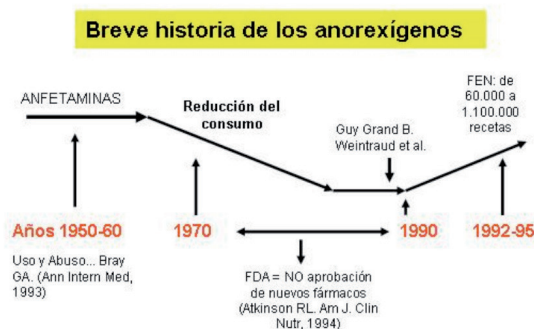 Breve historia de los anorexígenos
ANFETAMINAS
Reducción del
consumo
Guy Grand B.
Weintraud et al.
FEN: de
60.000 a
1.100.000
recetas
Años 1950-60
1970
1990
1992-95
Uso y Abuso... Bray
GA. (Ann Intern Med,
1993)
FDA = NO aprobación
de nuevos fármacos
(Atkinson RL. Am J. Clin
Nutr, 1994)